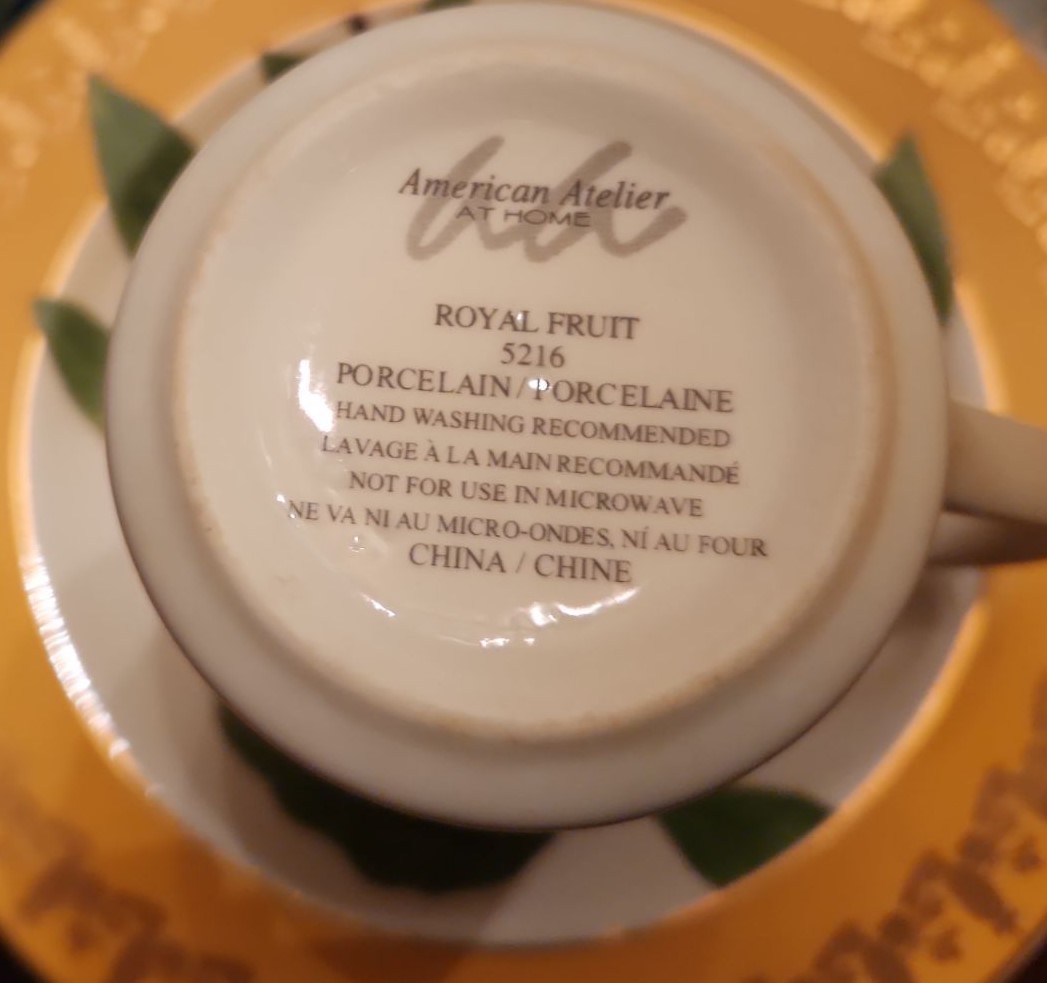 American Atelier
AT HOME
ROYAL FRUIT
5216
PORCELAIN / PORCELAINE
HAND WASHING RECOMMENDED
LAVAGE À LA MAIN RECOMMANDÉ
NOT FOR USE IN MICROWAVE
NE VA NI AU MICRO-ONDES, NÍ AU FOUR
CHINA / CHINE